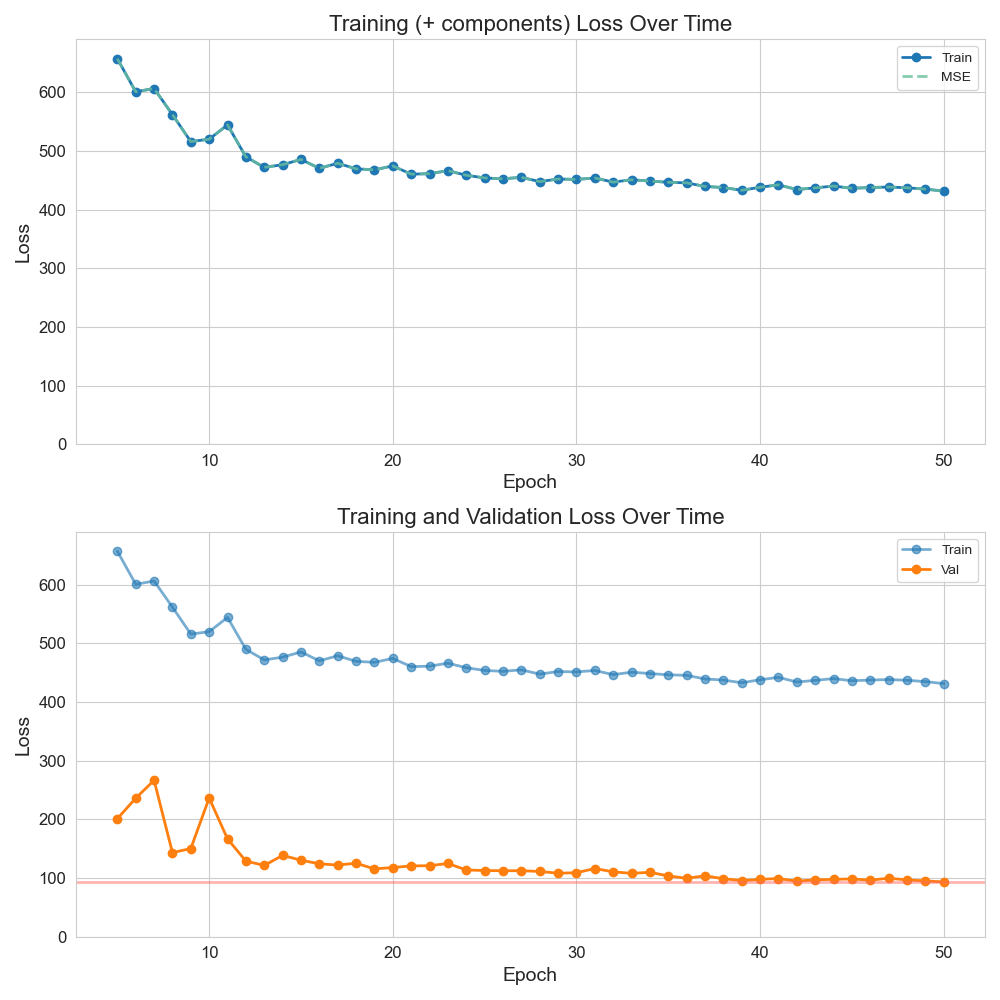 Training (+ components) Loss Over Time
Train
MSE
600
500
400
300
200
100
0
Loss
10 20 30 40 50
Epoch
Training and Validation Loss Over Time
Train
Val
600
500
400
300
200
100
0
Loss
10 20 30 40 50
Epoch